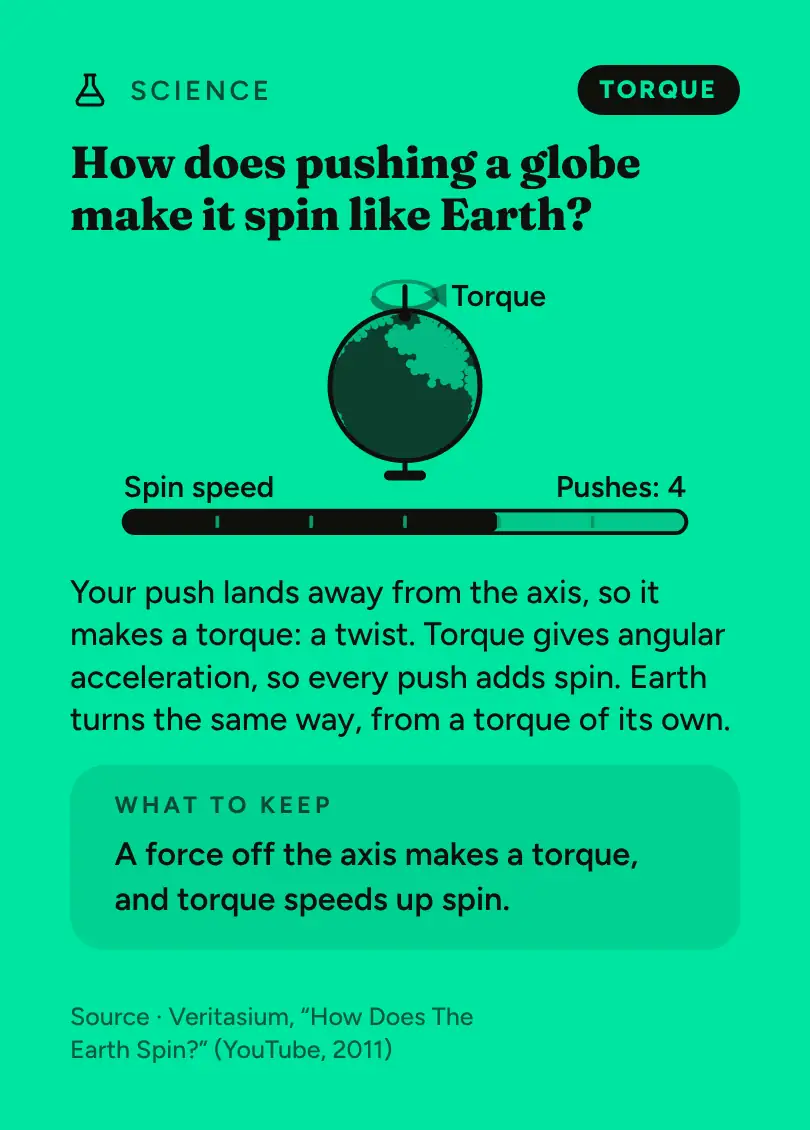 SCIENCE
TORQUE
How does pushing a globe
make it spin like Earth?
Torque
Spin speed
Pushes: 4
Your push lands away from the axis, so it
makes a torque: a twist. Torque gives angular
acceleration, so every push adds spin. Earth
turns the same way, from a torque of its own.
WHAT TO KEEP
A force off the axis makes a torque,
and torque speeds up spin.
Source · Veritasium, “How Does The
Earth Spin?” (YouTube, 2011)